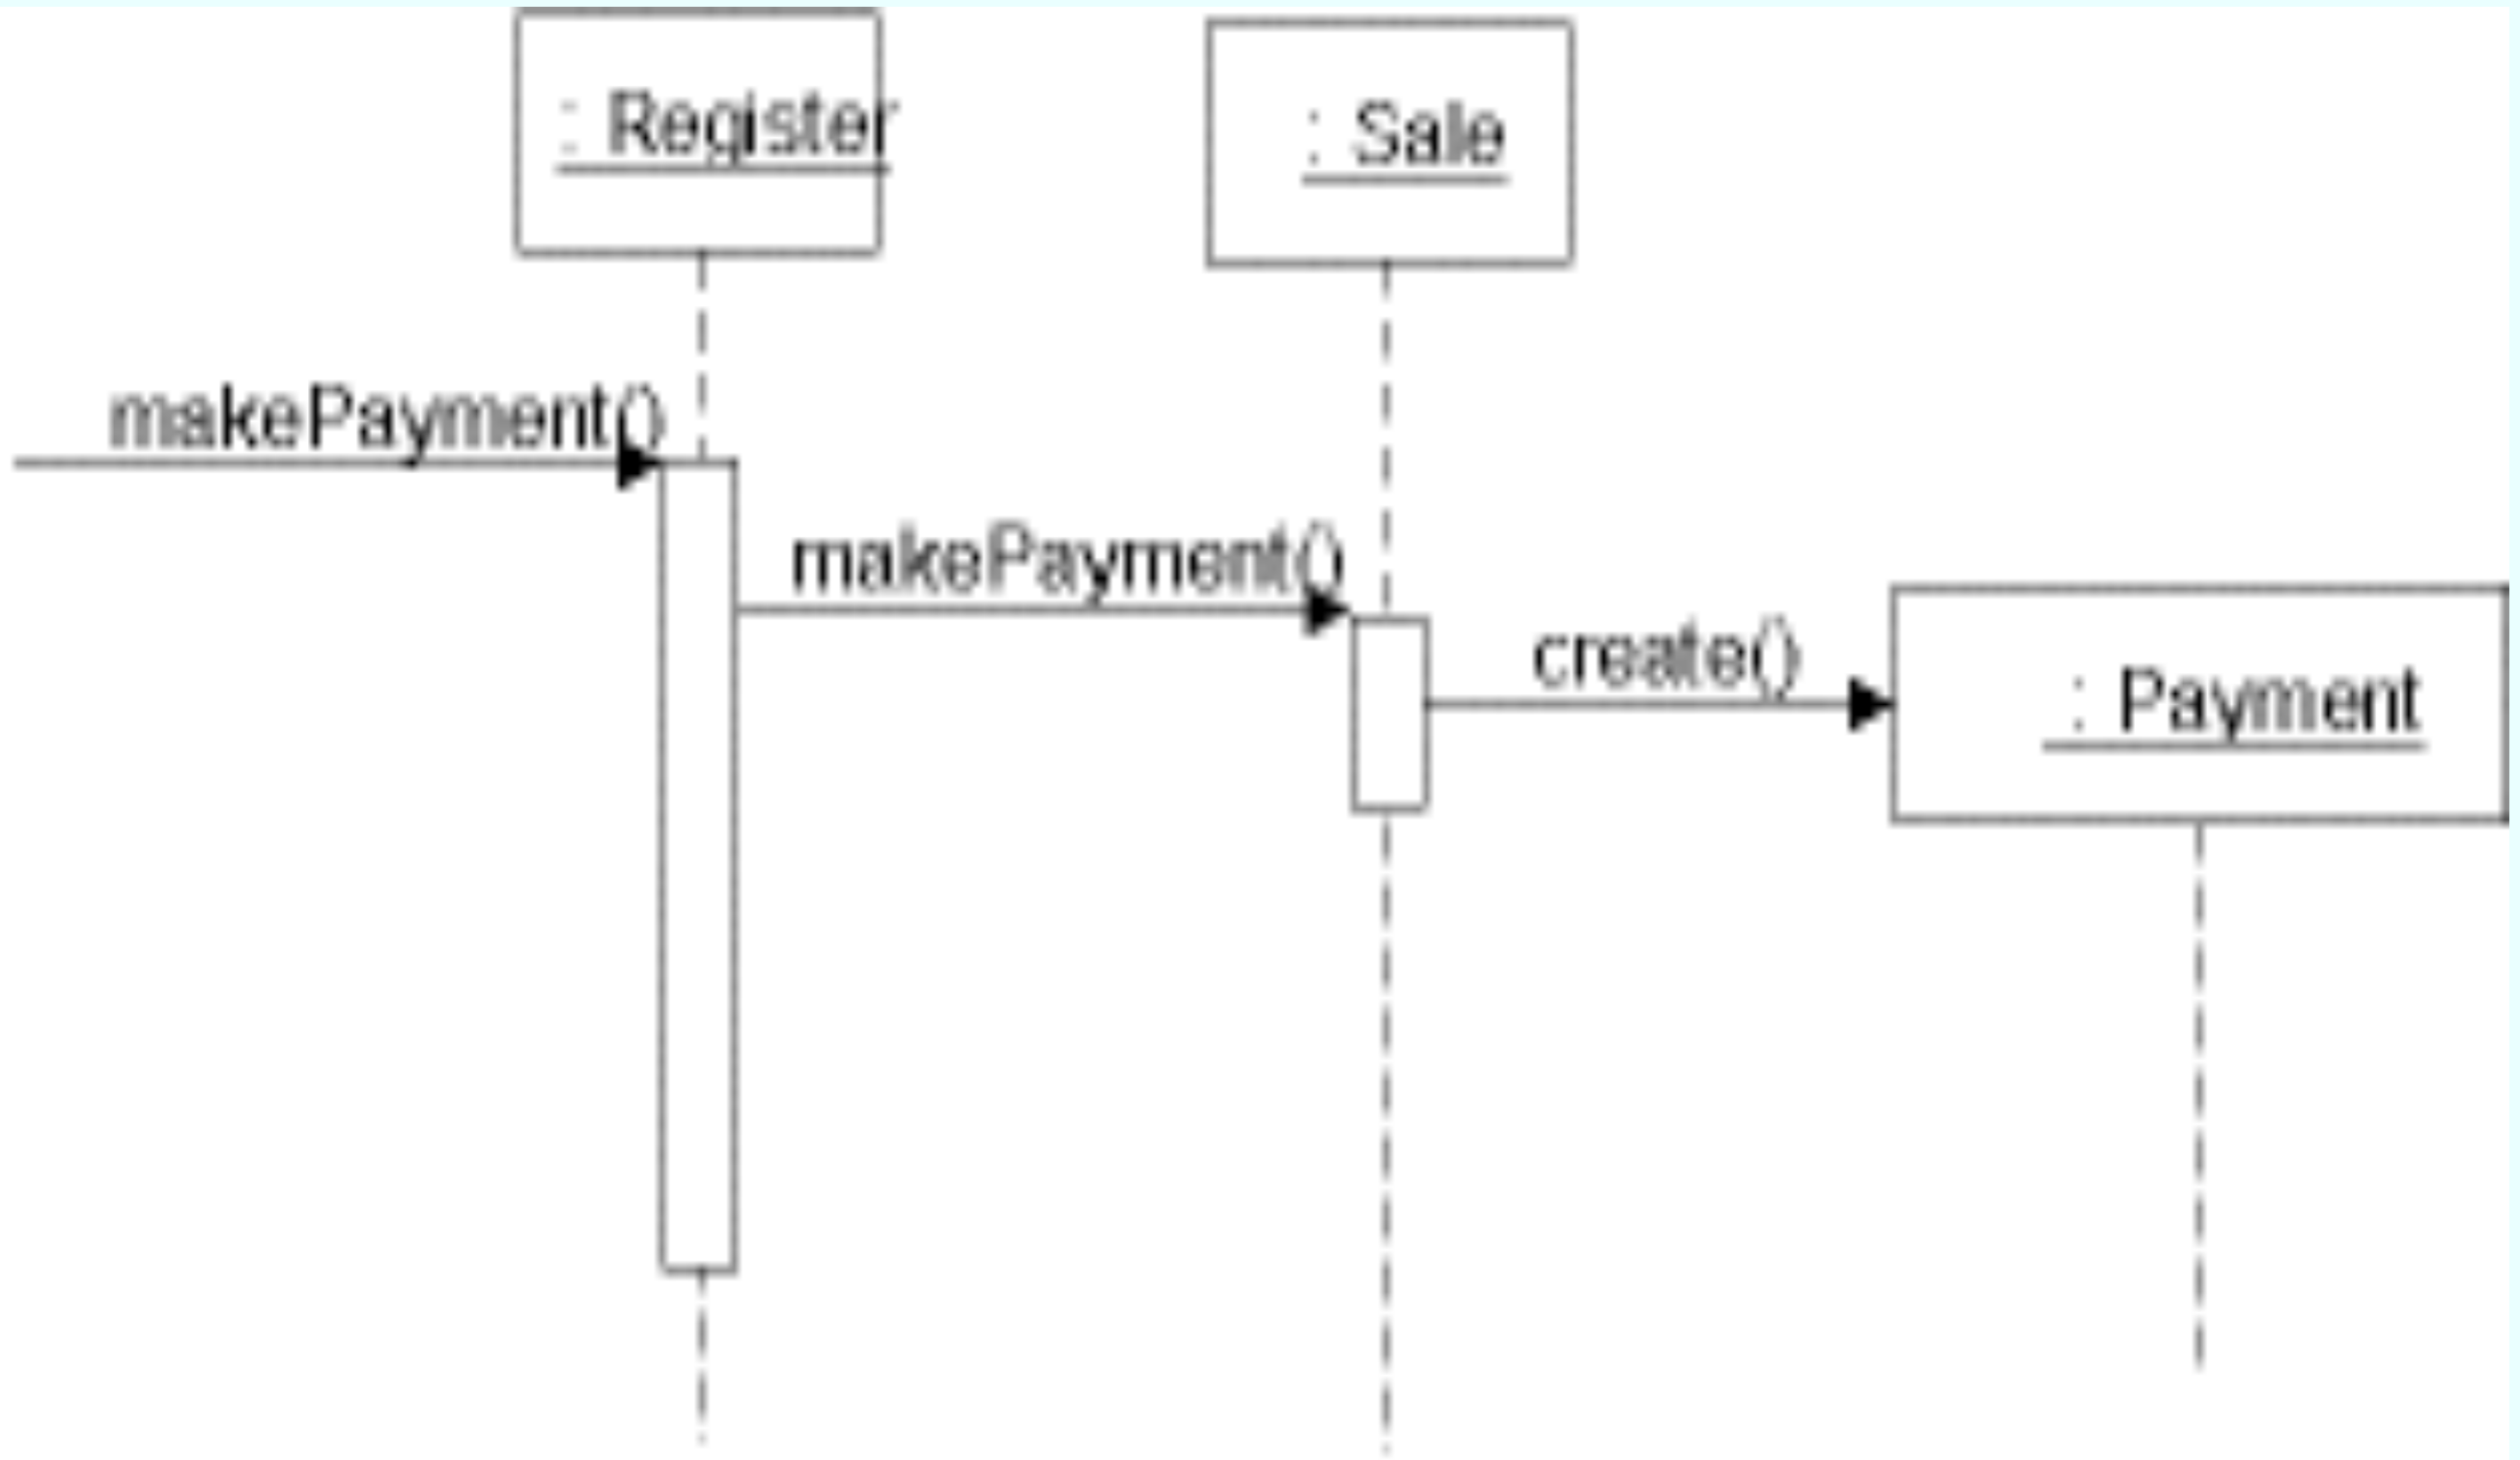 : Register
: Sale
makePayment()
makePayment()
create()
: Payment